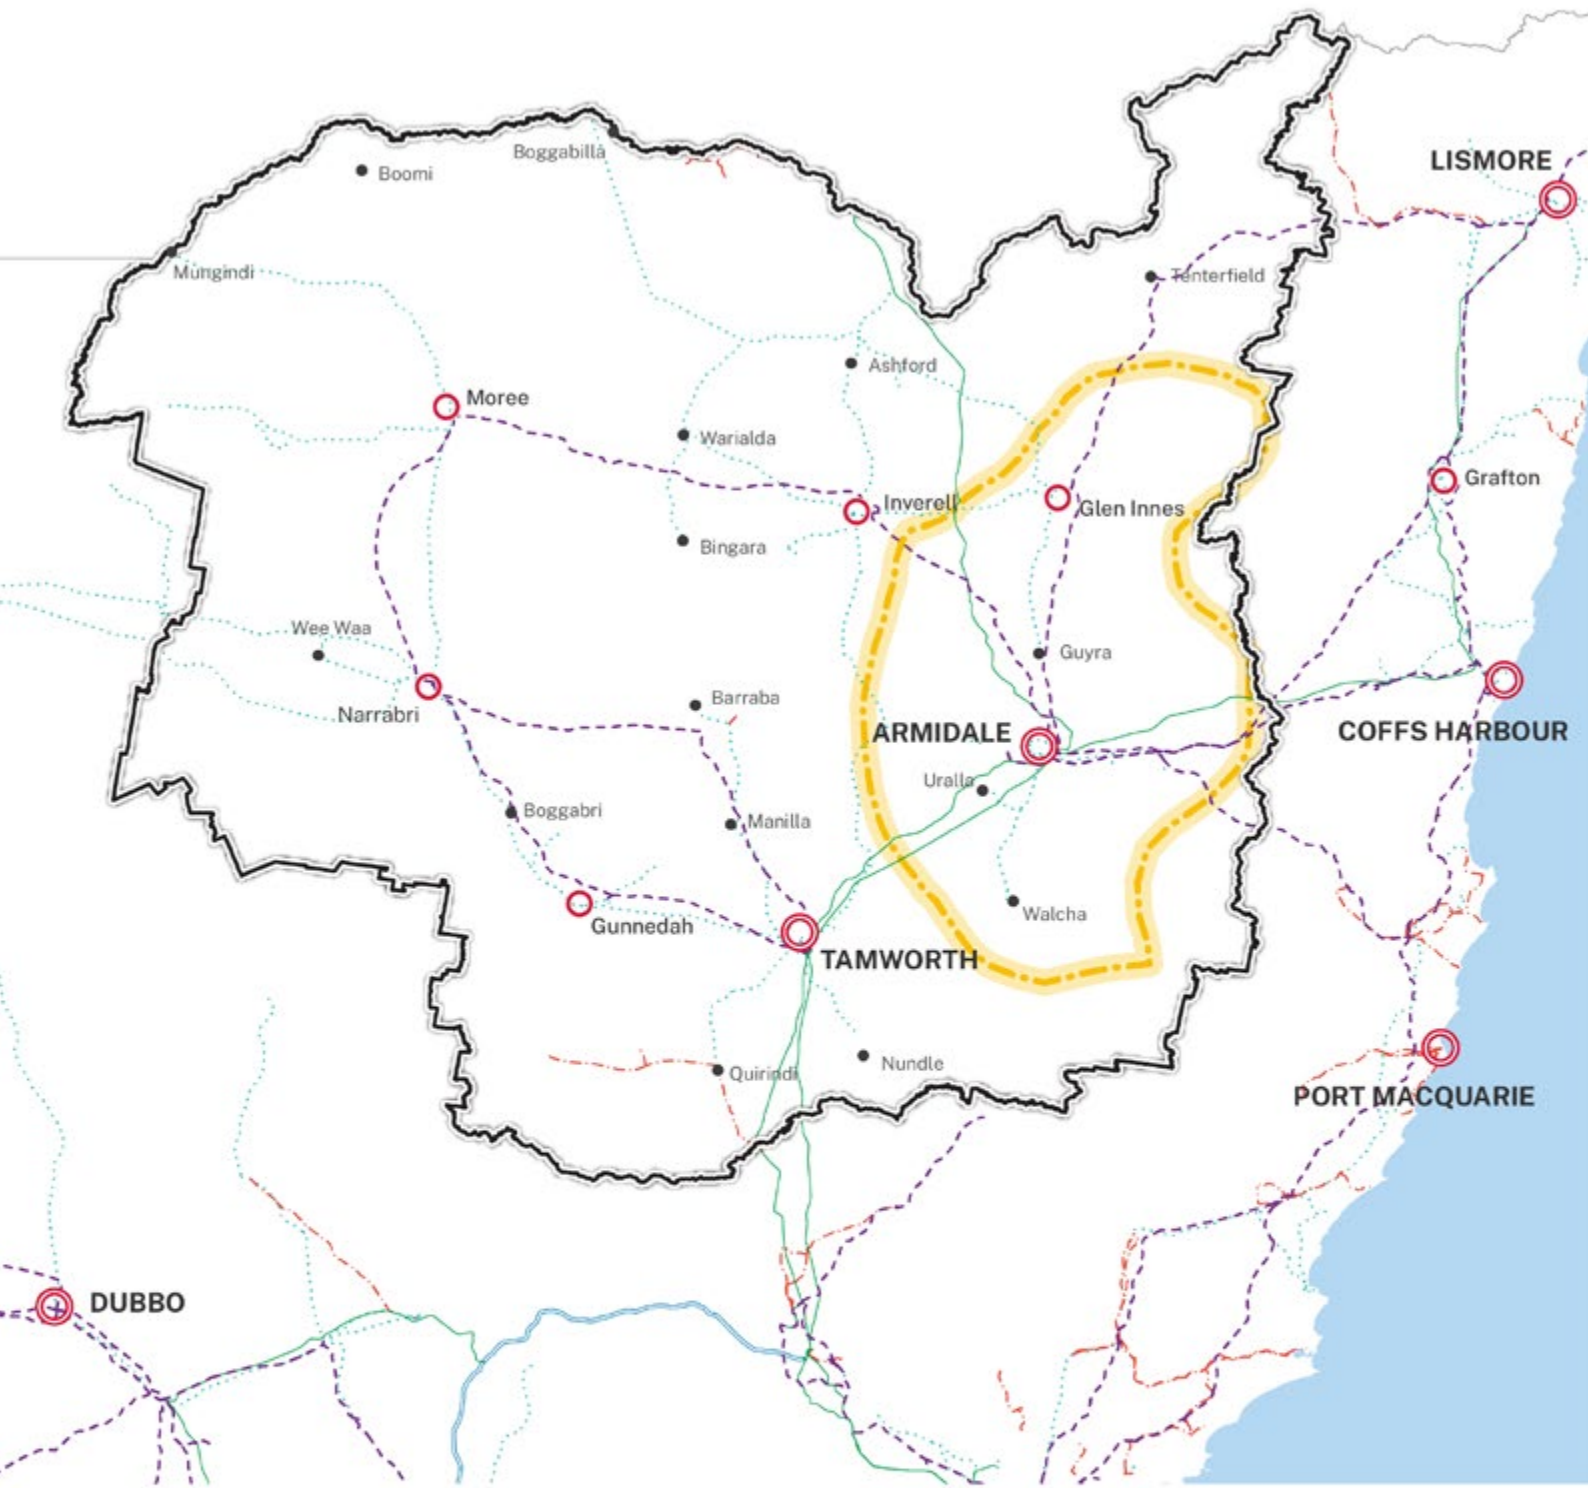 LISMORE
Boggabilla
Boomi
Mungindi
Tenterfield
Ashford
Moree
Warialda
Grafton
Inverell
Glen Innes
Bingara
Wee Waa
Guyra
Barraba
Narrabri
ARMIDALE
COFFS HARBOUR
Uralla
Boggabri
Manilla
Walcha
Gunnedah
TAMWORTH
Nundle
Quirindi
PORT MACQUARIE
DUBBO